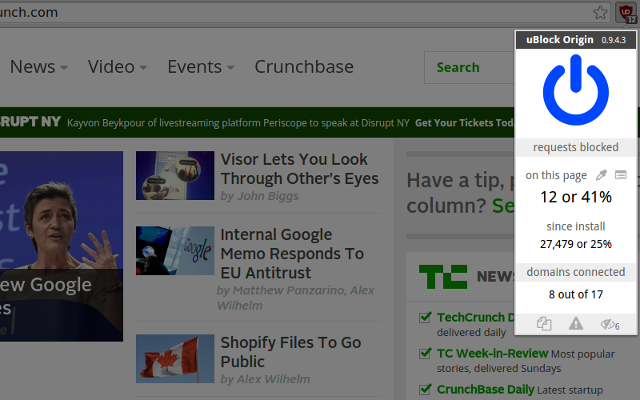 unch.com
12
News
Video
Events
Crunchbase
Search
DISRUPT NY Kayvon Beykpour of livestreaming platform Periscope to speak at Disrupt NY Get Your Tickets Tod
Visor Lets You Look
Through Other's Eyes
by John Biggs
Internal Google
Memo Responds To
EU Antitrust
by Matthew Panzarino, Alex
Wilhelm
Shopify Files To Go
Public
by Alex Wilhelm
ew Google
es
Google
Have a tip, p
column? Se
TC NEWS
TechCrunch D
delivered daily
TC Week-in-Review Most popular
stories, delivered Sundays
CrunchBase Daily Latest startup
uBlock Origin 0.9.4.3
requests blocked
on this page
12 or 41%
since install
27,479 or 25%
domains connected
8 out of 17
6